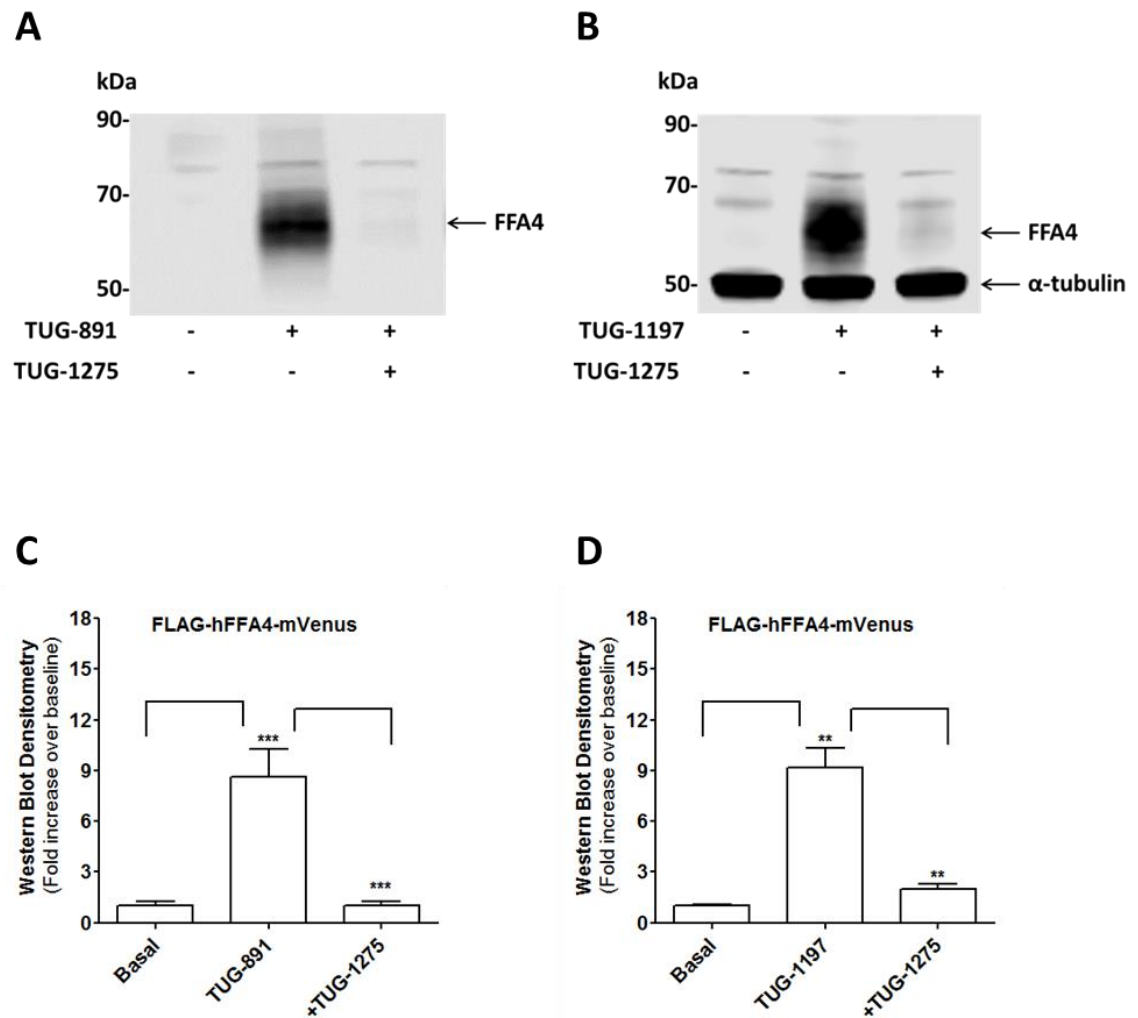 A
kDa
90-
70-
50-
FFA4
TUG-891 - + +
TUG-1275 - - +
B
kDa
90-
70-
50-
FFA4
α-tubulin
TUG-1197 - + +
TUG-1275 - - +
C
FLAG-hFFA4-mVenus
Western Blot Densitometry
(Fold increase over baseline)
18
15
12
9
6
3
0
***
***
Basal
TUG-891
+TUG-1275
D
FLAG-hFFA4-mVenus
Western Blot Densitometry
(Fold increase over baseline)
18
15
12
9
6
3
0
**
**
Basal
TUG-1197
+TUG-1275